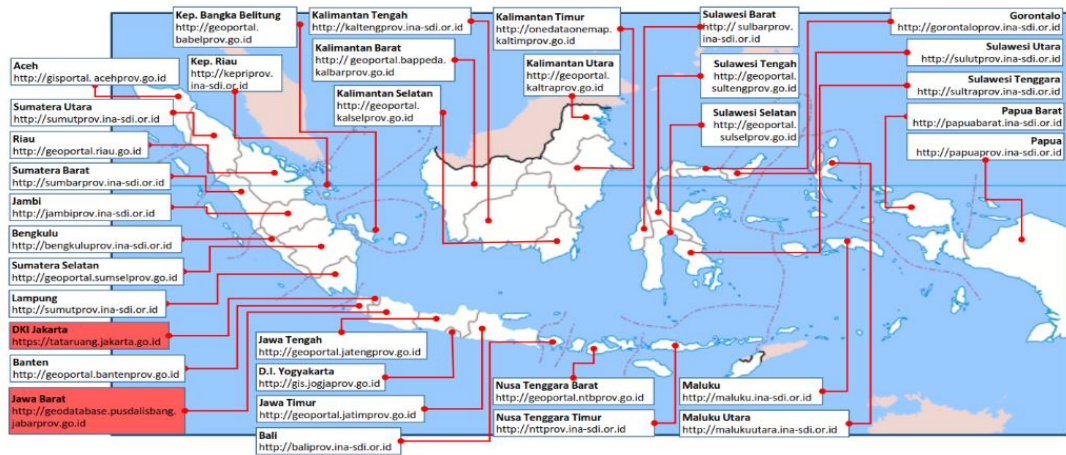 Aceh
http://gisportal. acehprov.go.id
Sumatera Utara
http://sumutprov.ina-sdi.or.id
Riau
http://geoportal.riau.go.id
Sumatera Barat
http://sumbarprov.ina-sdi.or.id
Jambi
http://jambiprov.ina-sdi.or.id
Bengkulu
http://bengkuluprov.ina-sdi.or.id
Sumatera Selatan
http://geoportal.sumselprov.go.id
Lampung
http://sumutprov.ina-sdi.or.id
DKI Jakarta
https://tataruang.jakarta.go.id
Banten
http://geoportal.bantenprov.go.id
Jawa Barat
http://geodatabase.pusdalisbang.
jabarprov.go.id
Kep. Bangka Belitung
http://geoportal.
babelprov.go.id
Kep. Riau
http://kepriprov.
ina-sdi.or.id
Kalimantan Tengah
http://kaltengprov.ina-sdi.or.id
Kalimantan Barat
http:// geoportal.bappeda.
kalbarprov.go.id
Kalimantan Selatan
http://geoportal.
kalselprov.go.id
Kalimantan Timur
http://onedataonemap.
kaltimprov.go.id
Kalimantan Utara
http://geoportal.
kaltraprov.go.id
Sulawesi Barat
http:// sulbarprov.
ina-sdi.or.id
Sulawesi Tengah
http://geoportal.
sultengprov.go.id
Sulawesi Selatan
http://geoportal.
sulselprov.go.id
Gorontalo
http://gorontaloprov.ina-sdi.or.id
Sulawesi Utara
http://sulutprov.ina-sdi.or.id
Sulawesi Tenggara
http://sultraprov.ina-sdi.or.id
Papua Barat
http://papuabarat.ina-sdi.or.id
Papua
http://papuaprov.ina-sdi.or.id
Jawa Tengah
http://geoportal.jatengprov.go.id
D.I. Yogyakarta
http://gis.jogjaprov.go.id
Jawa Timur
http://geoportal.jatimprov.go.id
Bali
http://baliprov.ina-sdi.or.id
Nusa Tenggara Barat
http://geoportal.ntbprov.go.id
Nusa Tenggara Timur
http://nttprov.ina-sdi.or.id
Maluku
http://maluku.ina-sdi.or.id
Maluku Utara
http://malukuutara.ina-sdi.or.id